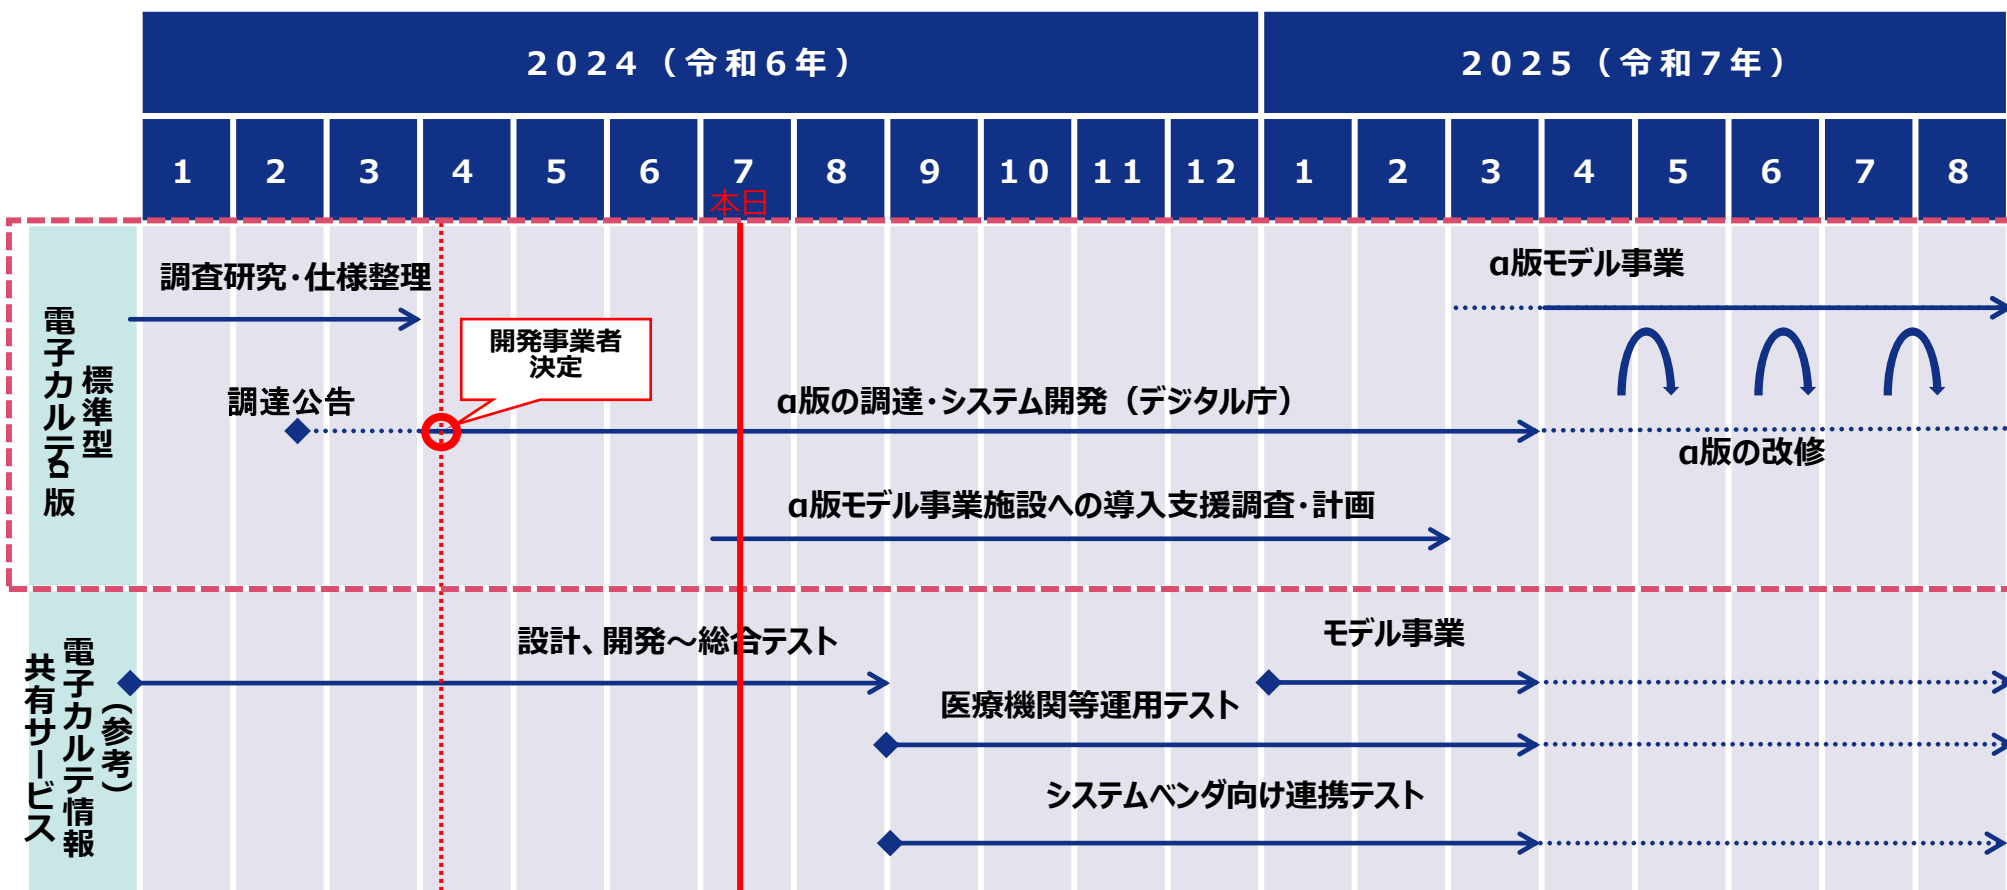 2024（令和6年）
2025（令和7年）
1 2 3 4 5 6 7 8 9 10 11 12 1 2 3 4 5 6 7 8
本日
標準型
電子カルテα版
調査研究・仕様整理
α版モデル事業
開発事業者
決定
調達公告
α版の調達・システム開発（デジタル庁）
α版の改修
α版モデル事業施設への導入支援調査・計画
（参考）
電子カルテ情報
共有サービス
設計、開発～総合テスト
モデル事業
医療機関等運用テスト
システムベンダ向け連携テスト